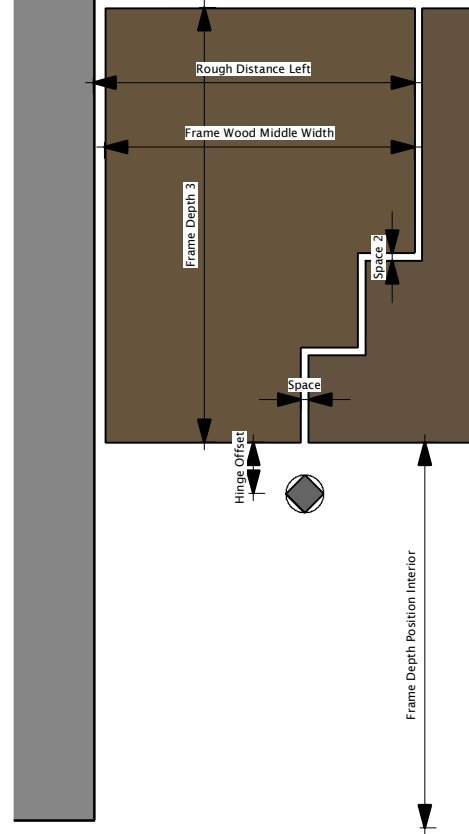 Rough Distance Left
Frame Wood Middle Width
Frame Depth 3
Space 2
Space
Hinge Offset
Frame Depth Position Interior